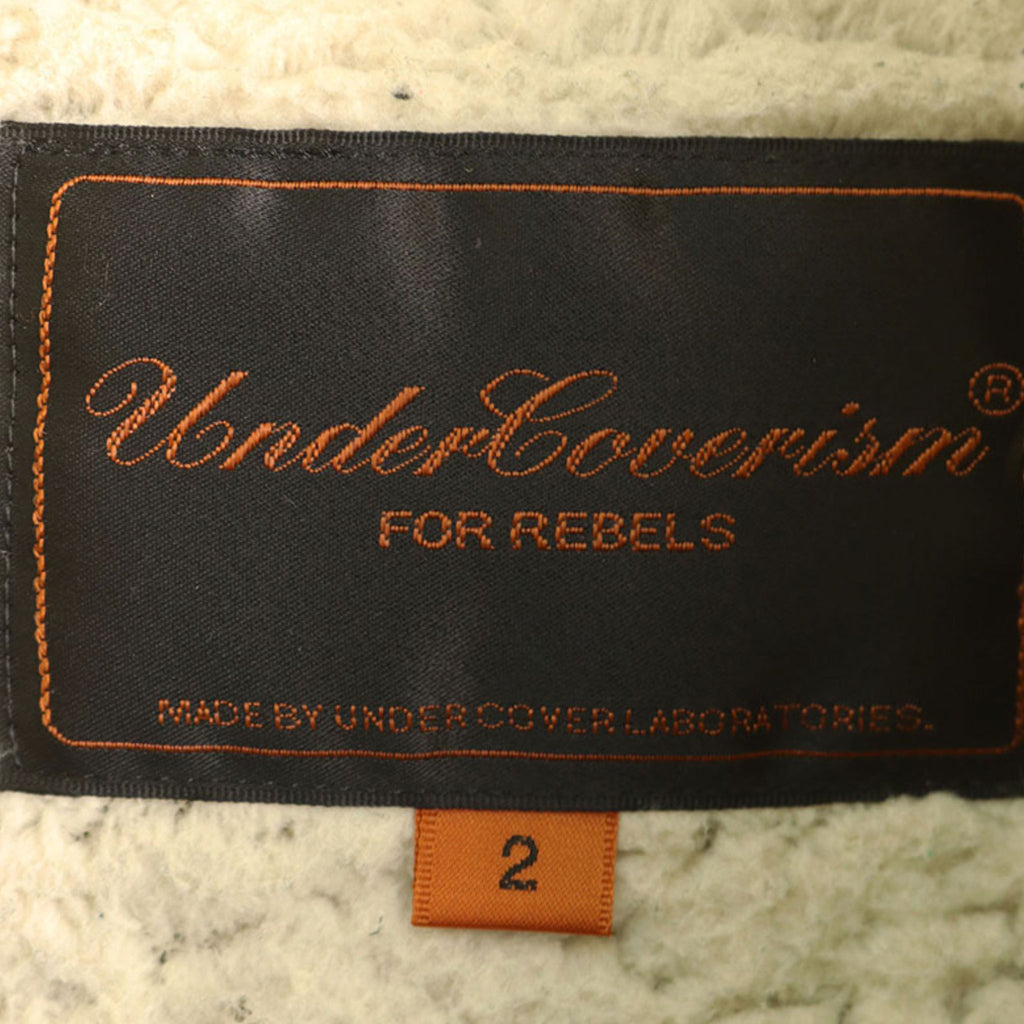 UnderCoverism®
FOR REBELS
MADE BY UNDER COVER LABORATORIES.
2